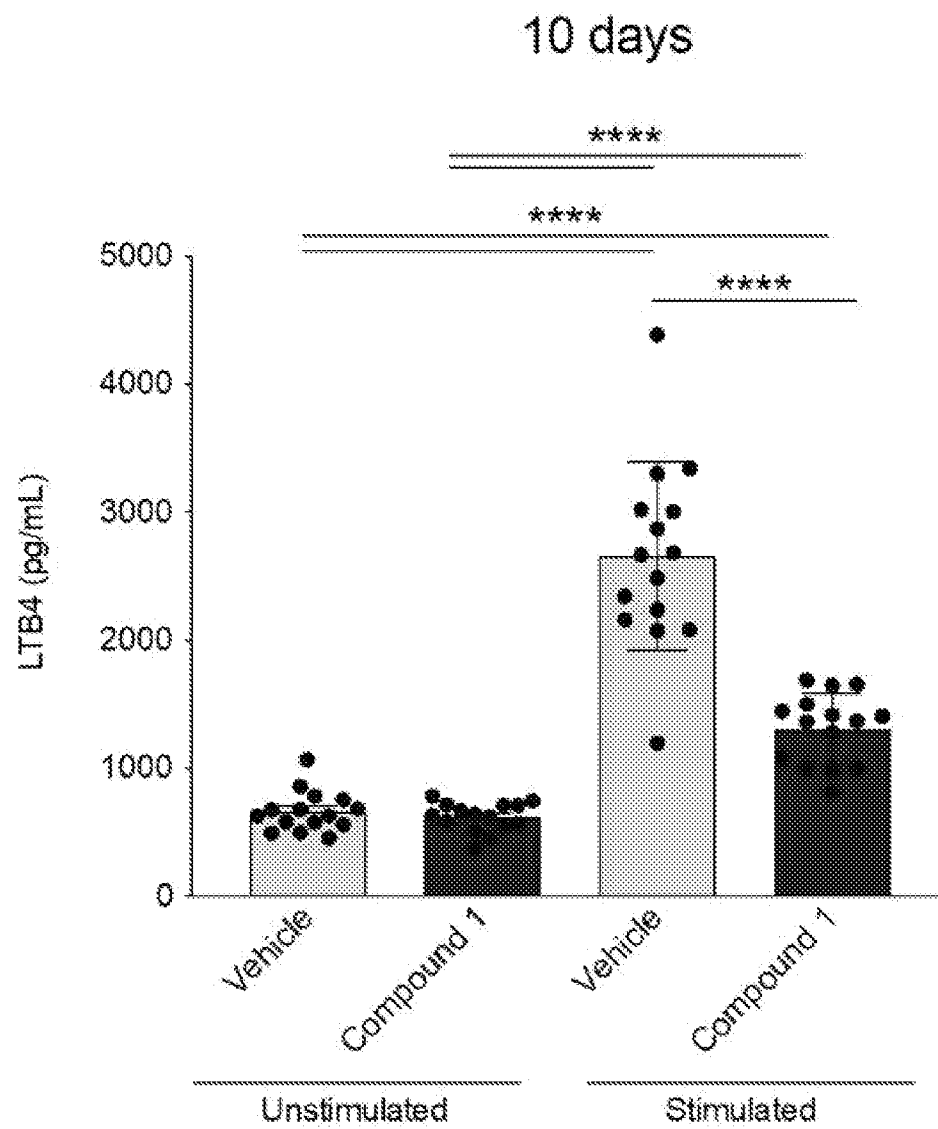 10 days
****
****
****
5000
4000
3000
2000
1000
0
LTB4 (pg/mL)
Vehicle
Compound 1
Vehicle
Compound 1
Unstimulated
Stimulated